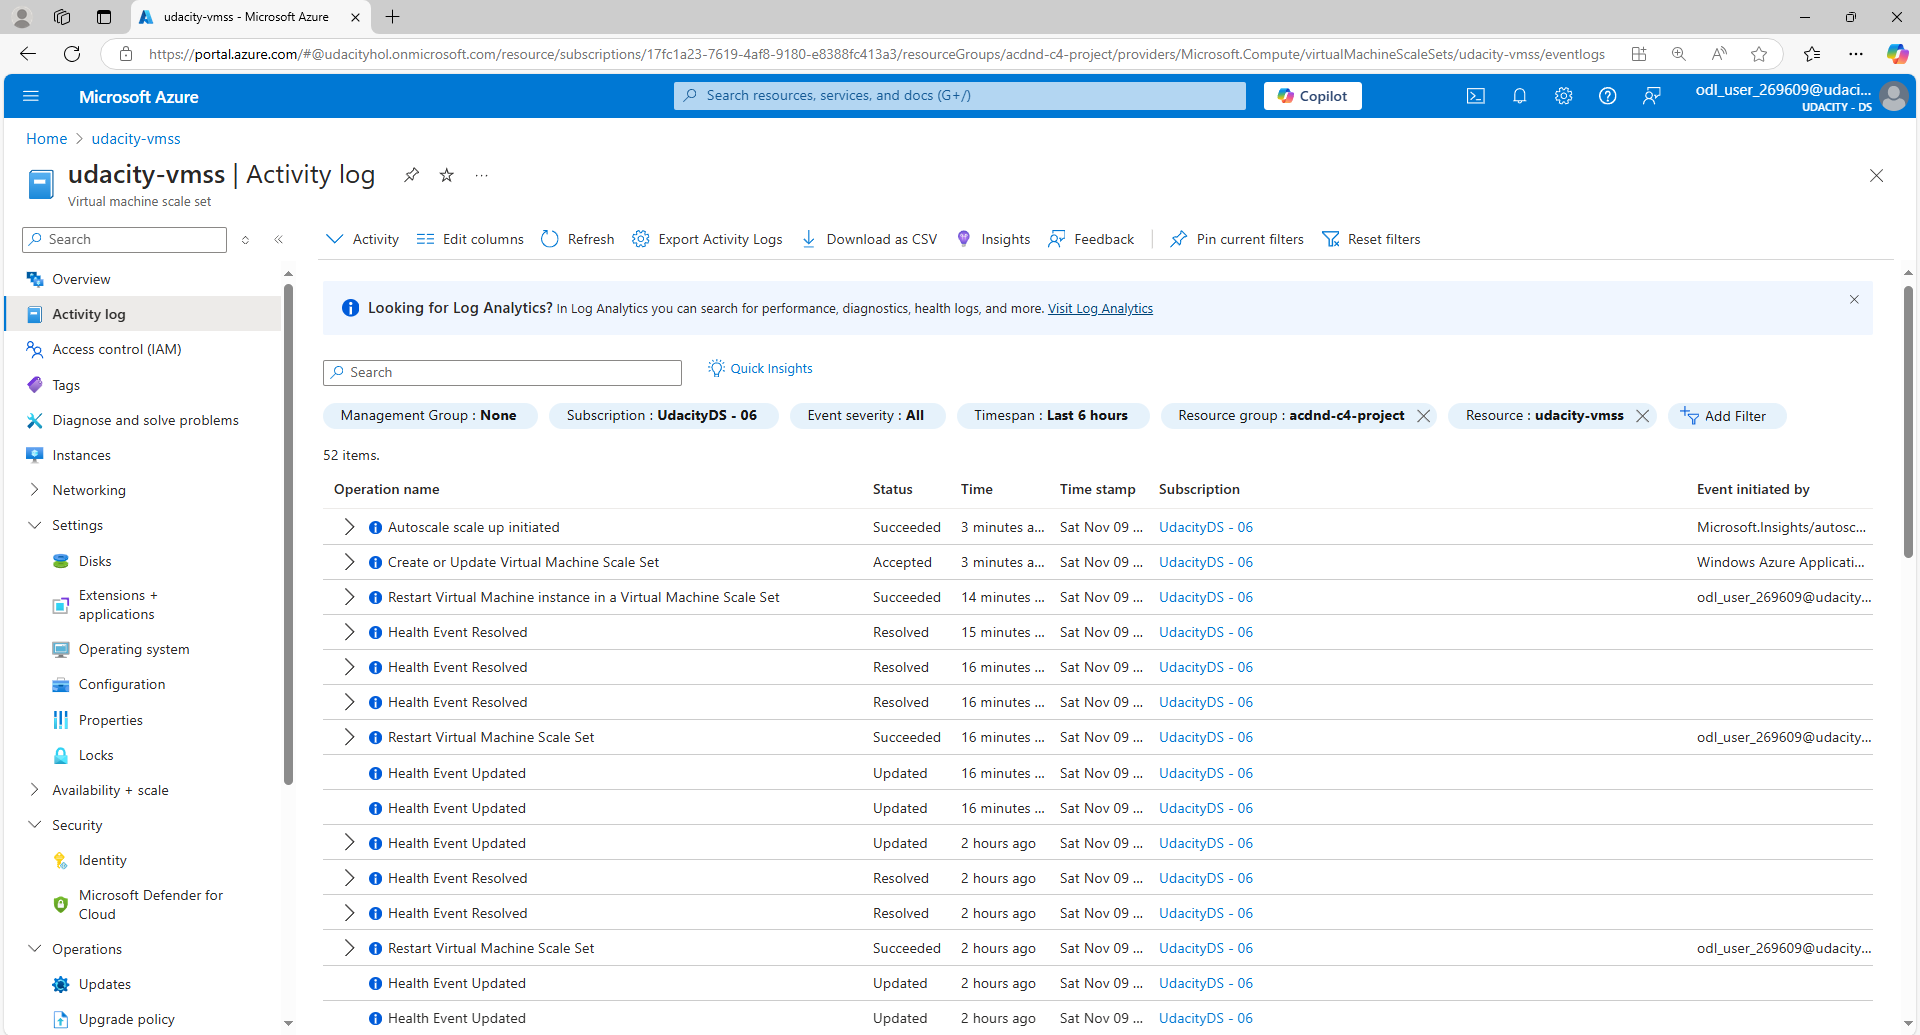 udacity-vmss - Microsoft Azure
https://portal.azure.com/#@udacityhol.onmicrosoft.com/resource/subscriptions/17fc1a23-7619-4af8-9180-e8388fc413a3/resourceGroups/acdnd-c4-project/providers/Microsoft.Compute/virtualMachineScaleSets/udacity-vmss/eventlogs
Microsoft Azure
Search resources, services, and docs (G+/)
Copilot
odl_user_269609@udaci...
UDACITY - DS
Home > udacity-vmss
udacity-vmss | Activity log
Virtual machine scale set
Search
Overview
Activity log
Access control (IAM)
Tags
Diagnose and solve problems
Instances
Networking
Settings
Disks
Extensions +
applications
Operating system
Configuration
Properties
Locks
Availability + scale
Security
Identity
Microsoft Defender for
Cloud
Operations
Updates
Upgrade policy
Activity Edit columns Refresh Export Activity Logs Download as CSV Insights Feedback Pin current filters Reset filters
Looking for Log Analytics? In Log Analytics you can search for performance, diagnostics, health logs, and more. Visit Log Analytics
Search
Quick Insights
Management Group : None Subscription : UdacityDS - 06 Event severity : All Timespan : Last 6 hours Resource group : acdnd-c4-project Resource : udacity-vmss Add Filter
52 items.
Operation name Status Time Time stamp Subscription Event initiated by
Autoscale scale up initiated Succeeded 3 minutes a... Sat Nov 09 ... UdacityDS - 06 Microsoft.Insights/autosc...
Create or Update Virtual Machine Scale Set Accepted 3 minutes a... Sat Nov 09 ... UdacityDS - 06 Windows Azure Applicati...
Restart Virtual Machine instance in a Virtual Machine Scale Set Succeeded 14 minutes ... Sat Nov 09 ... UdacityDS - 06 odl_user_269609@udacity...
Health Event Resolved Resolved 15 minutes ... Sat Nov 09 ... UdacityDS - 06
Health Event Resolved Resolved 16 minutes ... Sat Nov 09 ... UdacityDS - 06
Health Event Resolved Resolved 16 minutes ... Sat Nov 09 ... UdacityDS - 06
Restart Virtual Machine Scale Set Succeeded 16 minutes ... Sat Nov 09 ... UdacityDS - 06 odl_user_269609@udacity...
Health Event Updated Updated 16 minutes ... Sat Nov 09 ... UdacityDS - 06
Health Event Updated Updated 16 minutes ... Sat Nov 09 ... UdacityDS - 06
Health Event Updated Updated 2 hours ago Sat Nov 09 ... UdacityDS - 06
Health Event Resolved Resolved 2 hours ago Sat Nov 09 ... UdacityDS - 06
Health Event Resolved Resolved 2 hours ago Sat Nov 09 ... UdacityDS - 06
Restart Virtual Machine Scale Set Succeeded 2 hours ago Sat Nov 09 ... UdacityDS - 06 odl_user_269609@udacity...
Health Event Updated Updated 2 hours ago Sat Nov 09 ... UdacityDS - 06
Health Event Updated Updated 2 hours ago Sat Nov 09 ... UdacityDS - 06